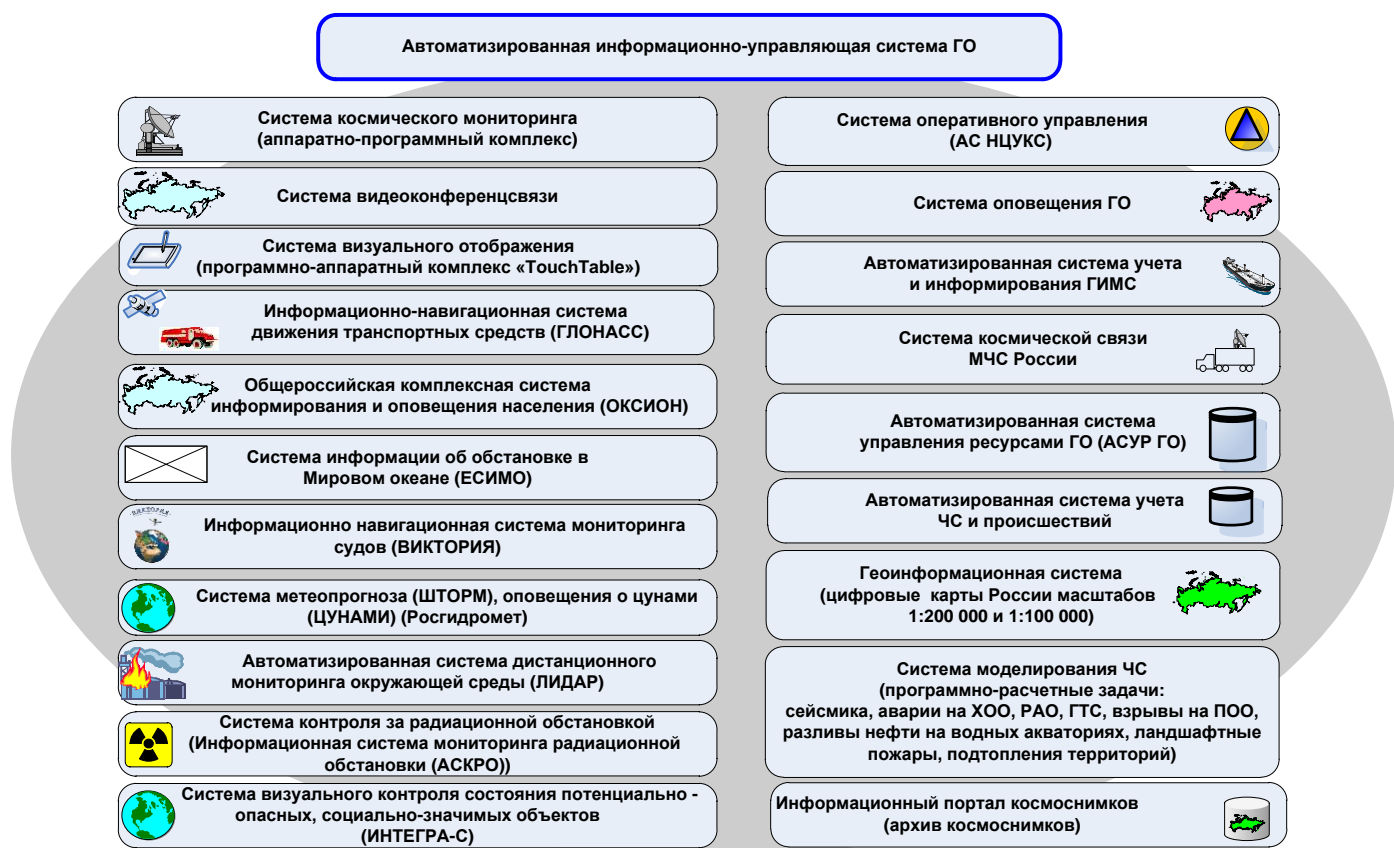 Автоматизированная информационно-управляющая система ГО
Система космического мониторинга
(аппаратно-программный комплекс)
Система видеоконференцсвязи
Система визуального отображения
(программно-аппаратный комплекс «TouchTable»)
Информационно-навигационная система
движения транспортных средств (ГЛОНАСС)
Общероссийская комплексная система
информирования и оповещения населения (ОКСИОН)
Система информации об обстановке в
Мировом океане (ЕСИМО)
ВИКТОРИЯ
Информационно навигационная система мониторинга
судов (ВИКТОРИЯ)
Система метеопрогноза (ШТОРМ), оповещения о цунами
(ЦУНАМИ) (Росгидромет)
Автоматизированная система дистанционного
мониторинга окружающей среды (ЛИДАР)
Система контроля за радиационной обстановкой
(Информационная система мониторинга радиационной
обстановки (АСКРО))
Система визуального контроля состояния потенциально -
опасных, социально-значимых объектов
(ИНТЕГРА-С)
Система оперативного управления
(АС НЦУКС)
Система оповещения ГО
Автоматизированная система учета
и информирования ГИМС
Система космической связи
МЧС России
Автоматизированная система
управления ресурсами ГО (АСУР ГО)
Автоматизированная система учета
ЧС и происшествий
Геоинформационная система
(цифровые карты России масштабов
1:200 000 и 1:100 000)
Система моделирования ЧС
(программно-расчетные задачи:
сейсмика, аварии на ХОО, РАО, ГТС, взрывы на ПОО,
разливы нефти на водных акваториях, ландшафтные
пожары, подтопления территорий)
Информационный портал космоснимков
(архив космоснимков)